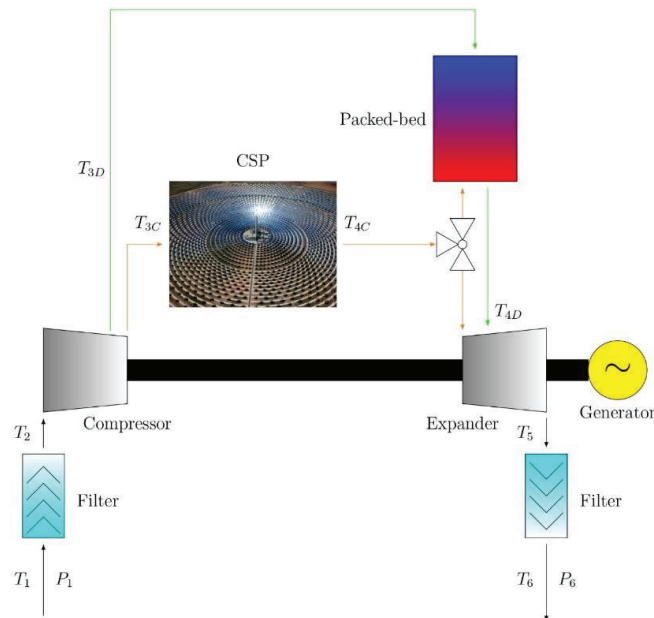 Packed-bed
CSP
T3D
T3C
T4C
T4D
Compressor
Expander
Generator
~
T2
T5
Filter
Filter
T1 P1
T6 P6